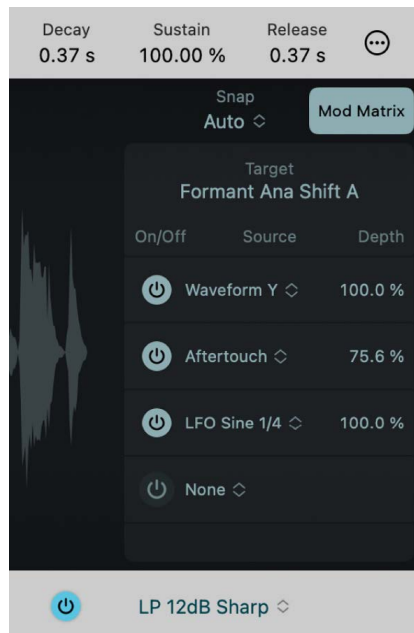 Decay Sustain Release
0.37 s 100.00 % 0.37 s
Snap
Auto
Mod Matrix
Target
Formant Ana Shift A
On/Off Source Depth
Waveform Y 100.0 %
Aftertouch 75.6 %
LFO Sine 1/4 100.0 %
None
LP 12dB Sharp